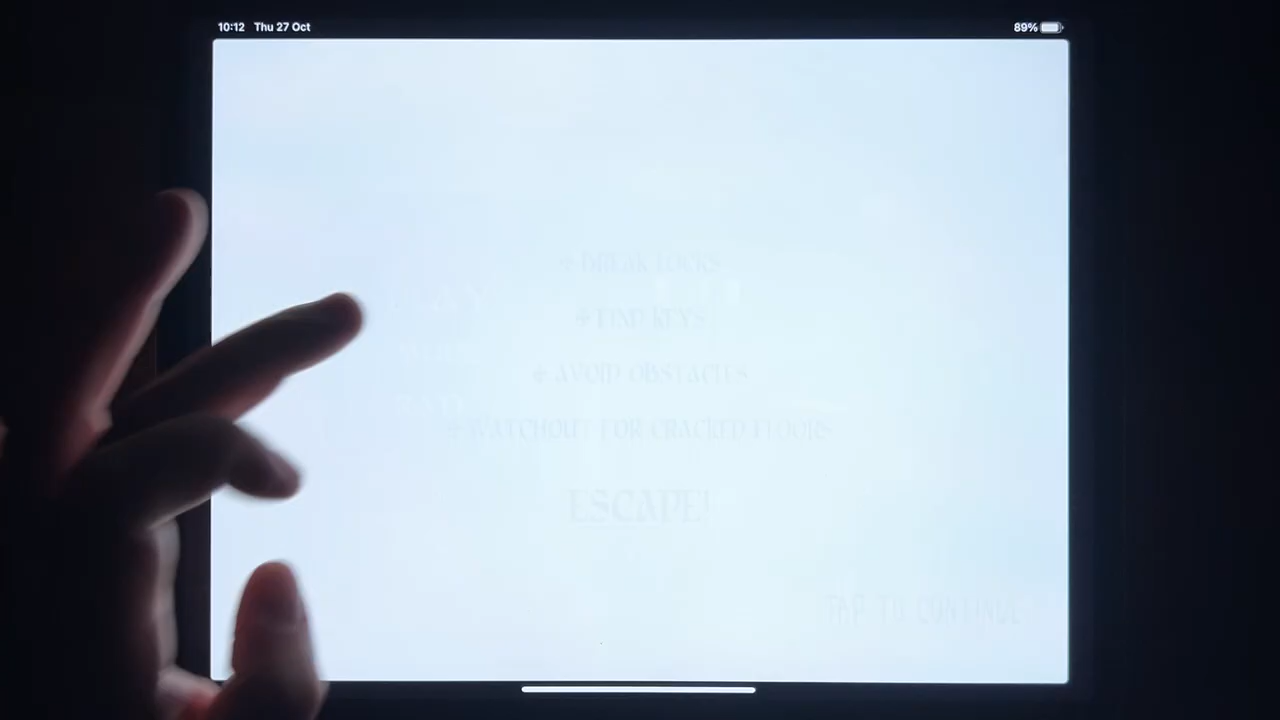 10:12 Thu 27 Oct
89%
+ BREAK LOCKS
+ FIND KEYS
+ AVOID OBSTACLES
+ WATCHOUT FOR CRACKED FLOORS
ESCAPE!
TAP TO CONTINUE